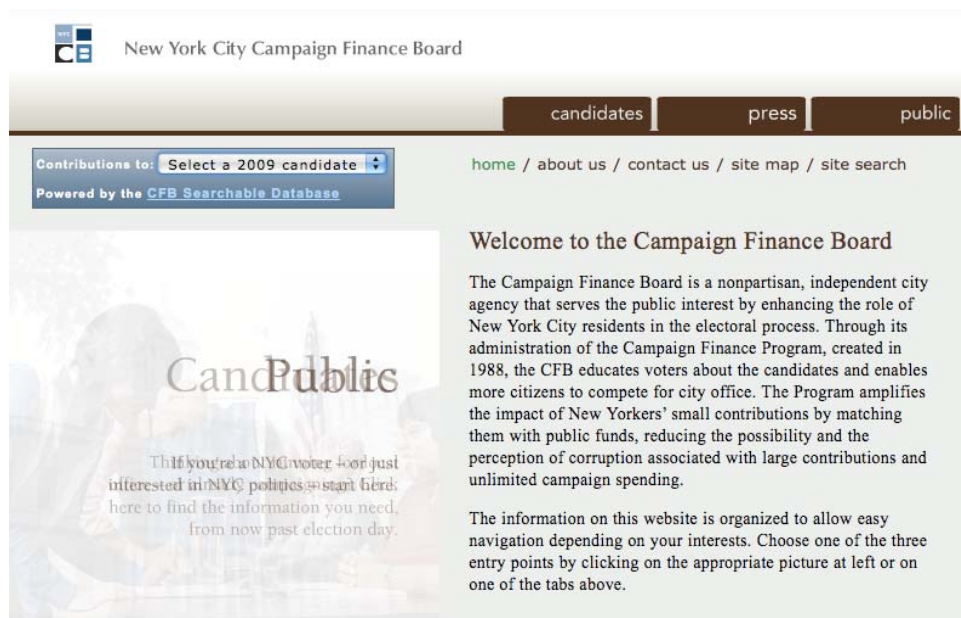 NYC
CB
New York City Campaign Finance Board
candidates
press
public
Contributions to: Select a 2009 candidate
Powered by the CFB Searchable Database
home / about us / contact us / site map / site search
Candidates
Public
If you're a NYC voter – or just
interested in NYC politics – start here.
here to find the information you need,
from now past election day.
Welcome to the Campaign Finance Board
The Campaign Finance Board is a nonpartisan, independent city
agency that serves the public interest by enhancing the role of
New York City residents in the electoral process. Through its
administration of the Campaign Finance Program, created in
1988, the CFB educates voters about the candidates and enables
more citizens to compete for city office. The Program amplifies
the impact of New Yorkers' small contributions by matching
them with public funds, reducing the possibility and the
perception of corruption associated with large contributions and
unlimited campaign spending.
The information on this website is organized to allow easy
navigation depending on your interests. Choose one of the three
entry points by clicking on the appropriate picture at left or on
one of the tabs above.